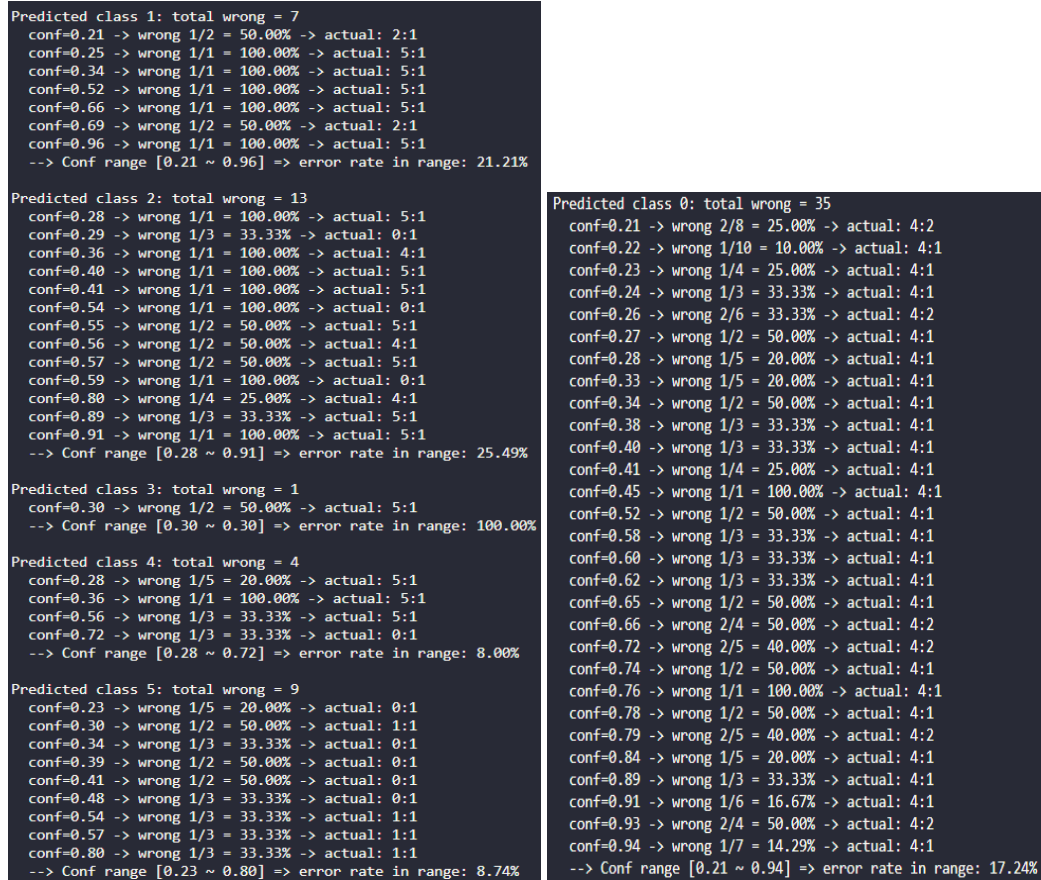 Predicted class 1: total wrong = 7
conf=0.21 -> wrong 1/2 = 50.00% -> actual: 2:1
conf=0.25 -> wrong 1/1 = 100.00% -> actual: 5:1
conf=0.34 -> wrong 1/1 = 100.00% -> actual: 5:1
conf=0.52 -> wrong 1/1 = 100.00% -> actual: 5:1
conf=0.66 -> wrong 1/1 = 100.00% -> actual: 5:1
conf=0.69 -> wrong 1/2 = 50.00% -> actual: 2:1
conf=0.96 -> wrong 1/1 = 100.00% -> actual: 5:1
--> Conf range [0.21 ~ 0.96] => error rate in range: 21.21%
Predicted class 2: total wrong = 13
conf=0.28 -> wrong 1/1 = 100.00% -> actual: 5:1
conf=0.29 -> wrong 1/3 = 33.33% -> actual: 0:1
conf=0.36 -> wrong 1/1 = 100.00% -> actual: 4:1
conf=0.40 -> wrong 1/1 = 100.00% -> actual: 5:1
conf=0.41 -> wrong 1/1 = 100.00% -> actual: 5:1
conf=0.54 -> wrong 1/1 = 100.00% -> actual: 0:1
conf=0.55 -> wrong 1/2 = 50.00% -> actual: 5:1
conf=0.56 -> wrong 1/2 = 50.00% -> actual: 4:1
conf=0.57 -> wrong 1/2 = 50.00% -> actual: 5:1
conf=0.59 -> wrong 1/1 = 100.00% -> actual: 0:1
conf=0.80 -> wrong 1/4 = 25.00% -> actual: 4:1
conf=0.89 -> wrong 1/3 = 33.33% -> actual: 5:1
conf=0.91 -> wrong 1/1 = 100.00% -> actual: 5:1
--> Conf range [0.28 ~ 0.91] => error rate in range: 25.49%
Predicted class 3: total wrong = 1
conf=0.30 -> wrong 1/2 = 50.00% -> actual: 5:1
--> Conf range [0.30 ~ 0.30] => error rate in range: 100.00%
Predicted class 4: total wrong = 4
conf=0.28 -> wrong 1/5 = 20.00% -> actual: 5:1
conf=0.36 -> wrong 1/1 = 100.00% -> actual: 5:1
conf=0.56 -> wrong 1/3 = 33.33% -> actual: 5:1
conf=0.72 -> wrong 1/3 = 33.33% -> actual: 0:1
--> Conf range [0.28 ~ 0.72] => error rate in range: 8.00%
Predicted class 5: total wrong = 9
conf=0.23 -> wrong 1/5 = 20.00% -> actual: 0:1
conf=0.30 -> wrong 1/2 = 50.00% -> actual: 1:1
conf=0.34 -> wrong 1/3 = 33.33% -> actual: 0:1
conf=0.39 -> wrong 1/2 = 50.00% -> actual: 0:1
conf=0.41 -> wrong 1/2 = 50.00% -> actual: 0:1
conf=0.48 -> wrong 1/3 = 33.33% -> actual: 0:1
conf=0.54 -> wrong 1/3 = 33.33% -> actual: 1:1
conf=0.57 -> wrong 1/3 = 33.33% -> actual: 1:1
conf=0.80 -> wrong 1/3 = 33.33% -> actual: 1:1
--> Conf range [0.23 ~ 0.80] => error rate in range: 8.74%
Predicted class 0: total wrong = 35
conf=0.21 -> wrong 2/8 = 25.00% -> actual: 4:2
conf=0.22 -> wrong 1/10 = 10.00% -> actual: 4:1
conf=0.23 -> wrong 1/4 = 25.00% -> actual: 4:1
conf=0.24 -> wrong 1/3 = 33.33% -> actual: 4:1
conf=0.26 -> wrong 2/6 = 33.33% -> actual: 4:2
conf=0.27 -> wrong 1/2 = 50.00% -> actual: 4:1
conf=0.28 -> wrong 1/5 = 20.00% -> actual: 4:1
conf=0.33 -> wrong 1/5 = 20.00% -> actual: 4:1
conf=0.34 -> wrong 1/2 = 50.00% -> actual: 4:1
conf=0.38 -> wrong 1/3 = 33.33% -> actual: 4:1
conf=0.40 -> wrong 1/3 = 33.33% -> actual: 4:1
conf=0.41 -> wrong 1/4 = 25.00% -> actual: 4:1
conf=0.45 -> wrong 1/1 = 100.00% -> actual: 4:1
conf=0.52 -> wrong 1/2 = 50.00% -> actual: 4:1
conf=0.58 -> wrong 1/3 = 33.33% -> actual: 4:1
conf=0.60 -> wrong 1/3 = 33.33% -> actual: 4:1
conf=0.62 -> wrong 1/3 = 33.33% -> actual: 4:1
conf=0.65 -> wrong 1/2 = 50.00% -> actual: 4:1
conf=0.66 -> wrong 2/4 = 50.00% -> actual: 4:2
conf=0.72 -> wrong 2/5 = 40.00% -> actual: 4:2
conf=0.74 -> wrong 1/2 = 50.00% -> actual: 4:1
conf=0.76 -> wrong 1/1 = 100.00% -> actual: 4:1
conf=0.78 -> wrong 1/2 = 50.00% -> actual: 4:1
conf=0.79 -> wrong 2/5 = 40.00% -> actual: 4:2
conf=0.84 -> wrong 1/5 = 20.00% -> actual: 4:1
conf=0.89 -> wrong 1/3 = 33.33% -> actual: 4:1
conf=0.91 -> wrong 1/6 = 16.67% -> actual: 4:1
conf=0.93 -> wrong 2/4 = 50.00% -> actual: 4:2
conf=0.94 -> wrong 1/7 = 14.29% -> actual: 4:1
--> Conf range [0.21 ~ 0.94] => error rate in range: 17.24%